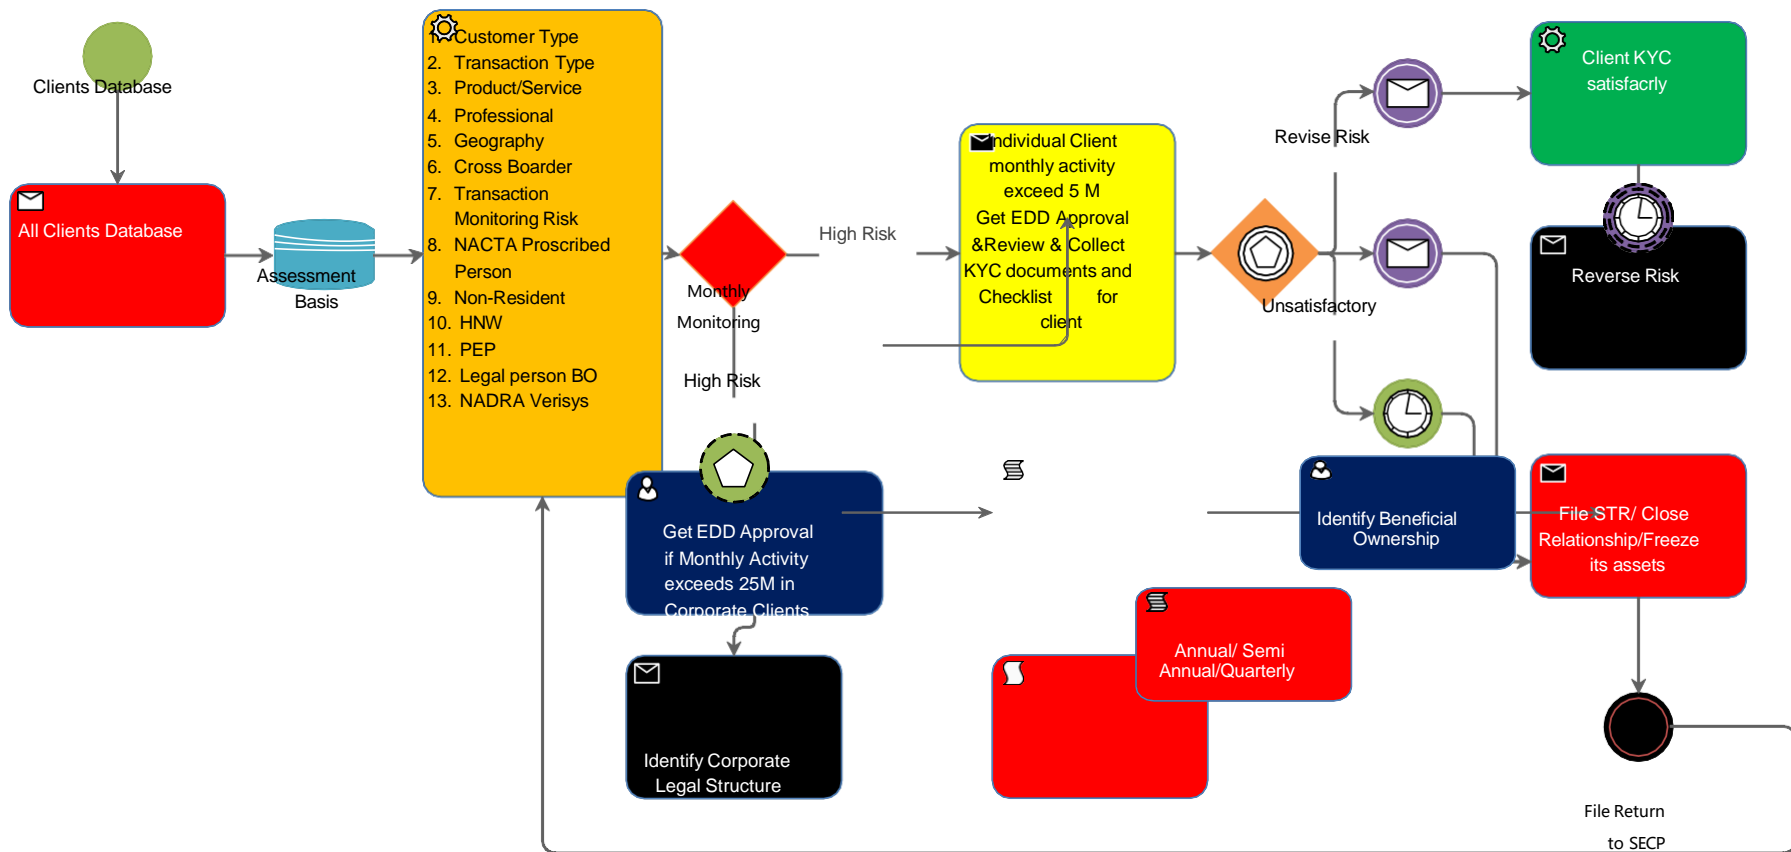 Clients Database
All Clients Database
Assessment
Basis
1. Customer Type
2. Transaction Type
3. Product/Service
4. Professional
5. Geography
6. Cross Boarder
7. Transaction
Monitoring Risk
8. NACTA Proscribed
Person
9. Non-Resident
10. HNW
11. PEP
12. Legal person BO
13. NADRA Verisys
Monthly
Monitoring
High Risk
High Risk
Individual Client
monthly activity
exceed 5 M
Get EDD Approval
&Review & Collect
KYC documents and
Checklist for
client
Revise Risk
Unsatisfactory
Client KYC
satisfacrly
Reverse Risk
Get EDD Approval
if Monthly Activity
exceeds 25M in
Corporate Clients
Identify Corporate
Legal Structure
Identify Beneficial
Ownership
Annual/ Semi
Annual/Quarterly
File STR/ Close
Relationship/Freeze
its assets
File Return
to SECP